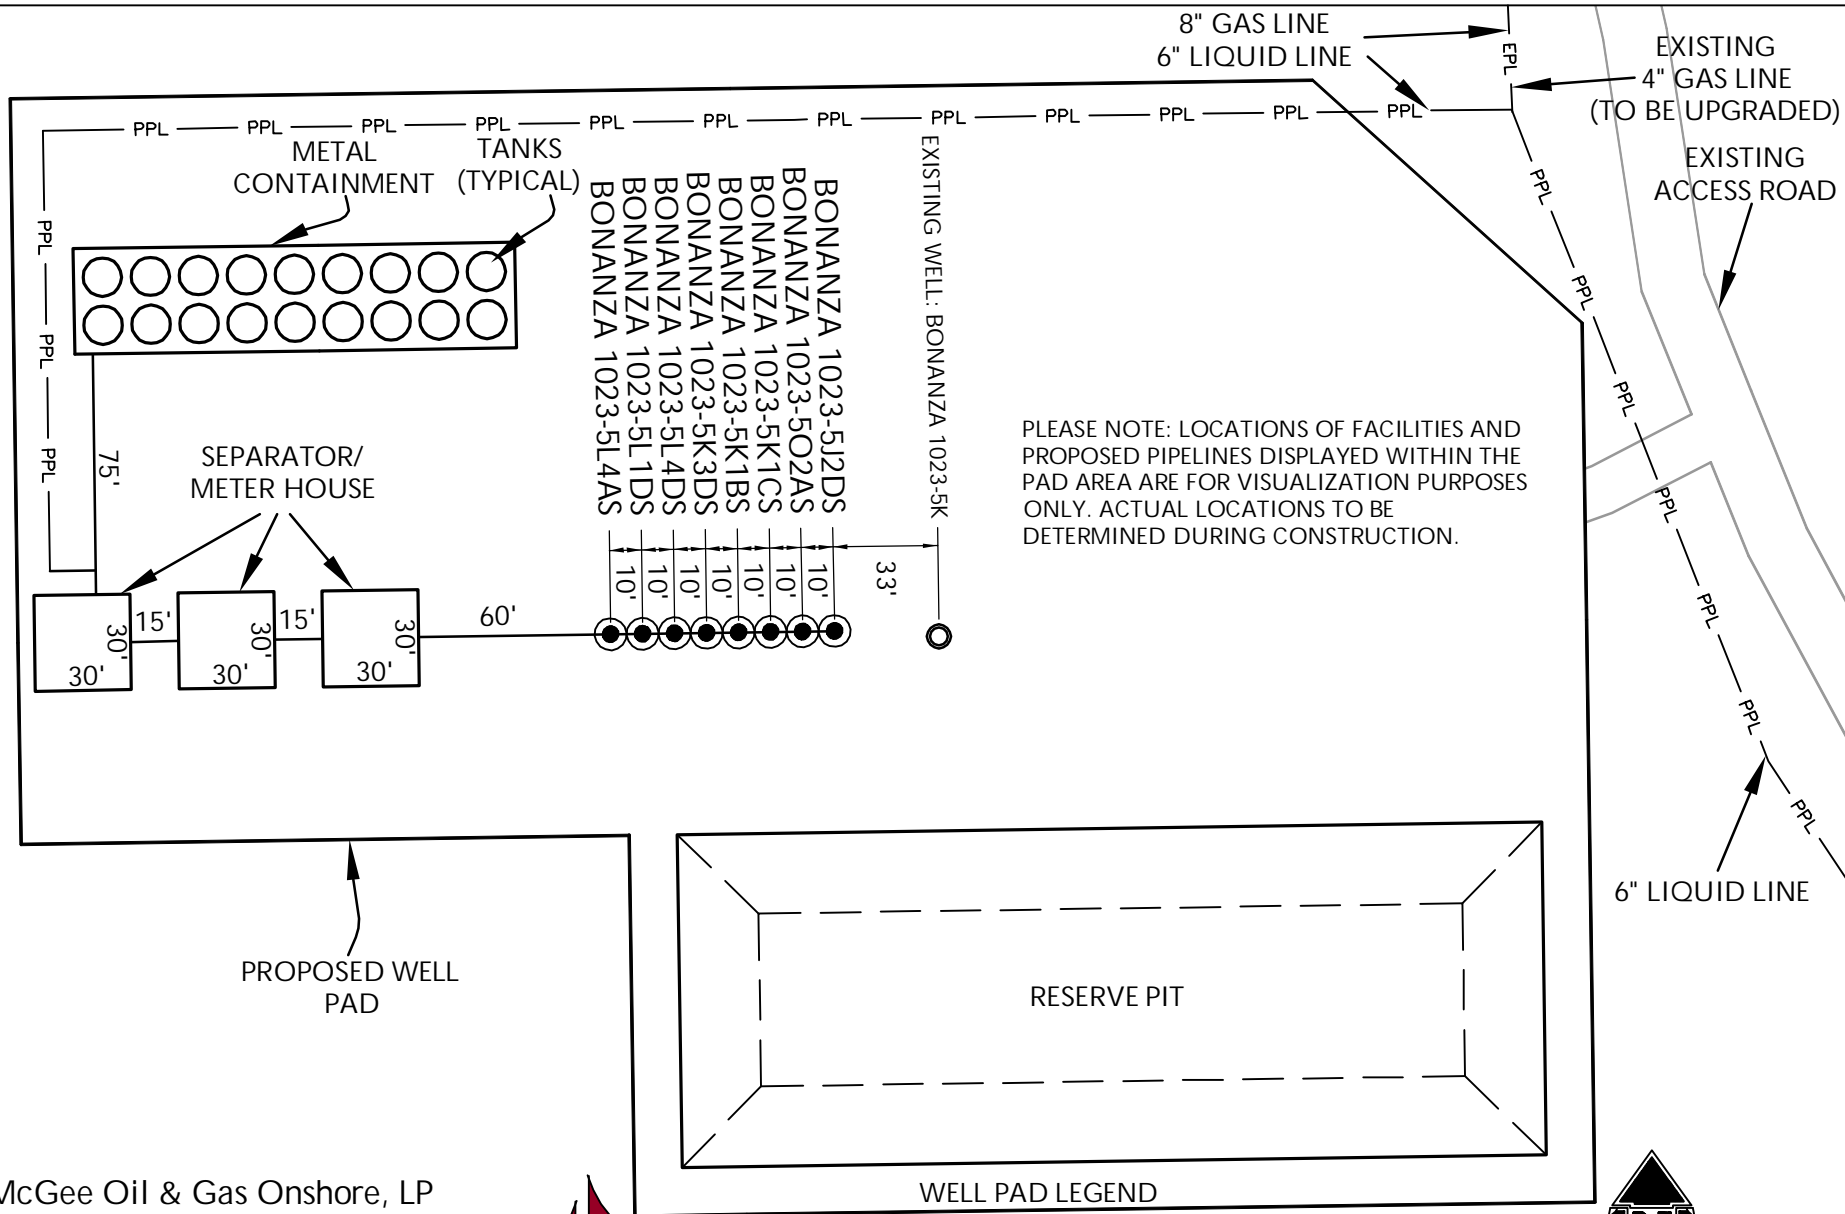 8" GAS LINE
6" LIQUID LINE
EPL
EXISTING
4" GAS LINE
(TO BE UPGRADED)
EXISTING
ACCESS ROAD
PPL PPL PPL PPL PPL PPL PPL PPL PPL PPL PPL PPL
METAL
CONTAINMENT
TANKS
(TYPICAL)
PPL
PPL
PPL
BONANZA 1023-5L4AS
BONANZA 1023-5L1DS
BONANZA 1023-5L4DS
BONANZA 1023-5K3DS
BONANZA 1023-5K1BS
BONANZA 1023-5K1CS
BONANZA 1023-5O2AS
BONANZA 1023-5J2DS
EXISTING WELL: BONANZA 1023-5K
PPL
PPL
PPL
PPL
PPL
PPL
PPL
PLEASE NOTE: LOCATIONS OF FACILITIES AND
PROPOSED PIPELINES DISPLAYED WITHIN THE
PAD AREA ARE FOR VISUALIZATION PURPOSES
ONLY. ACTUAL LOCATIONS TO BE
DETERMINED DURING CONSTRUCTION.
75'
SEPARATOR/
METER HOUSE
10' 10' 10' 10' 10' 10' 10'
33'
30'
30'
15'
30'
30'
15'
30'
30'
60'
6" LIQUID LINE
PROPOSED WELL
PAD
RESERVE PIT
McGee Oil & Gas Onshore, LP
WELL PAD LEGEND